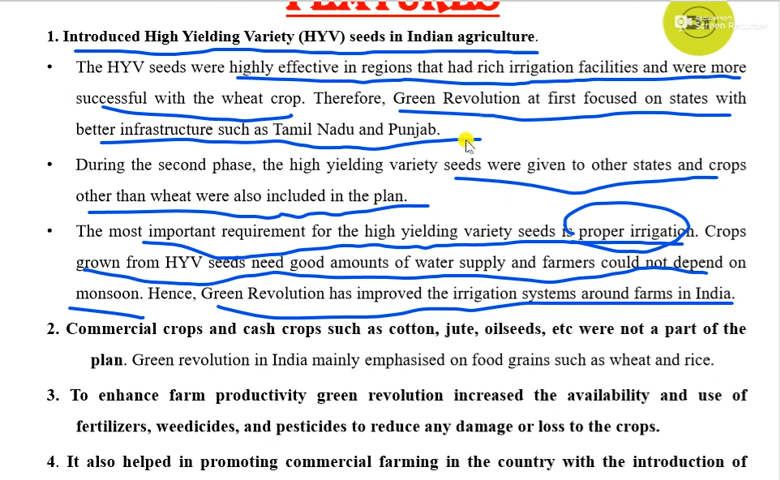 FEATURES
1. Introduced High Yielding Variety (HYV) seeds in Indian agriculture.
• The HYV seeds were highly effective in regions that had rich irrigation facilities and were more
successful with the wheat crop. Therefore, Green Revolution at first focused on states with
better infrastructure such as Tamil Nadu and Punjab.
• During the second phase, the high yielding variety seeds were given to other states and crops
other than wheat were also included in the plan.
• The most important requirement for the high yielding variety seeds is proper irrigation. Crops
grown from HYV seeds need good amounts of water supply and farmers could not depend on
monsoon. Hence, Green Revolution has improved the irrigation systems around farms in India.
2. Commercial crops and cash crops such as cotton, jute, oilseeds, etc were not a part of the
plan. Green revolution in India mainly emphasised on food grains such as wheat and rice.
3. To enhance farm productivity green revolution increased the availability and use of
fertilizers, weedicides, and pesticides to reduce any damage or loss to the crops.
4. It also helped in promoting commercial farming in the country with the introduction of